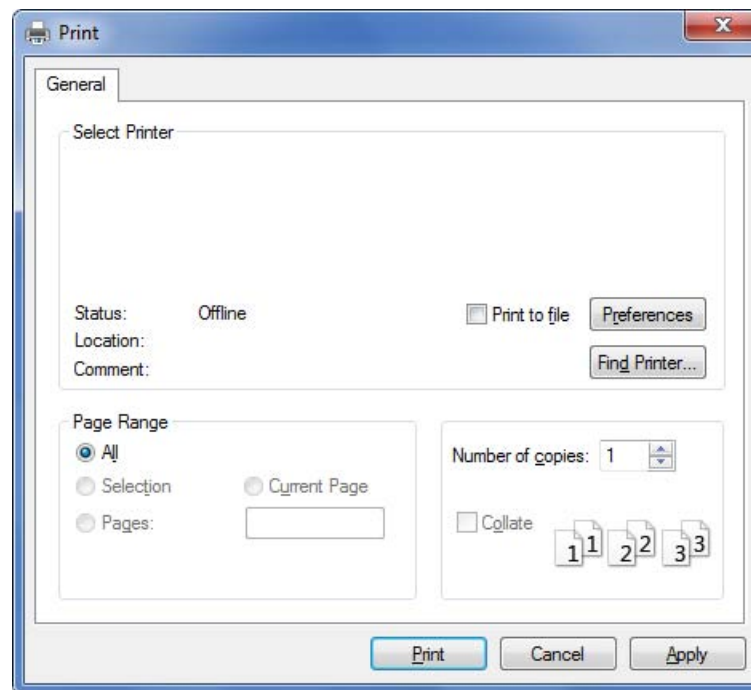 Print
General
Select Printer
Status: Offline
Print to file
Preferences
Location:
Comment:
Find Printer...
Page Range
All
Selection
Current Page
Pages:
Number of copies: 1
Collate
1 1 2 2 3 3
Print
Cancel
Apply